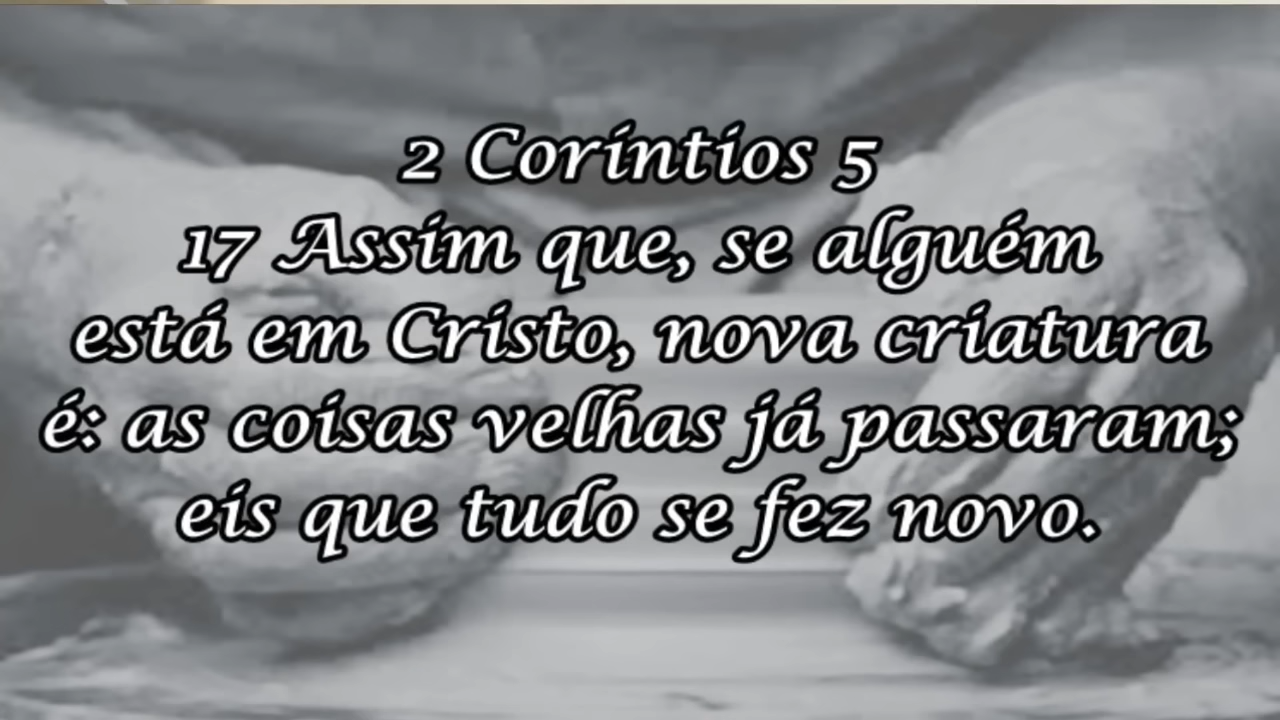 2 Coríntios 5
17 Assim que, se alguém
está em Cristo, nova criatura
é: as coisas velhas já passaram;
eis que tudo se fez novo.